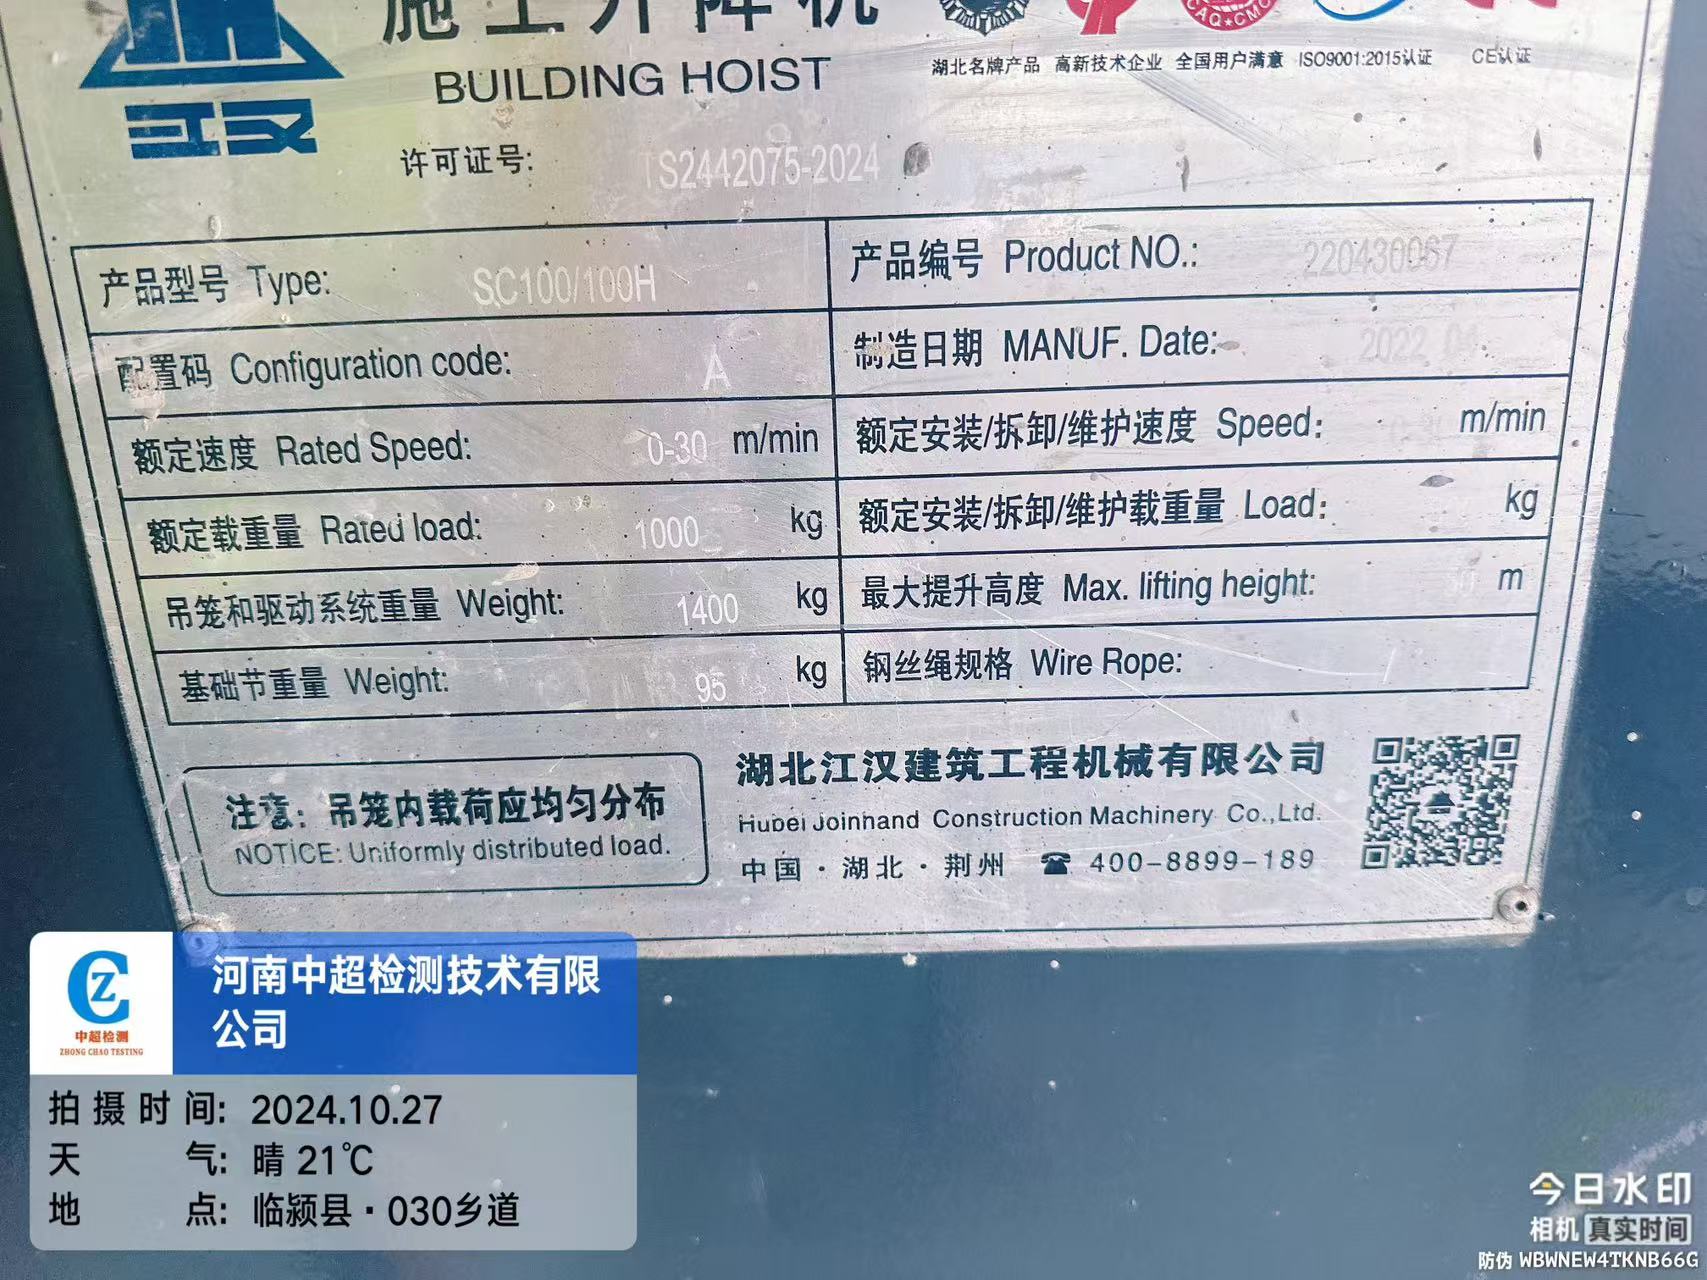 施工升降机
BUILDING HOIST
江汉
湖北名牌产品 高新技术企业 全国用户满意 ISO9001:2015认证 CE认证
CAQ★CMC
许可证号: TS2442075-2024
产品型号 Type: SC100/100H 产品编号 Product NO.: 220430067
配置码 Configuration code: A 制造日期 MANUF. Date: 2022
额定速度 Rated Speed: 0-30 m/min 额定安装/拆卸/维护速度 Speed: m/min
额定载重量 Rated load: 1000 kg 额定安装/拆卸/维护载重量 Load: kg
吊笼和驱动系统重量 Weight: 1400 kg 最大提升高度 Max. lifting height: m
基础节重量 Weight: 95 kg 钢丝绳规格 Wire Rope: /
注意: 吊笼内载荷应均匀分布
NOTICE: Uniformly distributed load.
湖北江汉建筑工程机械有限公司
Hubei Joinhand Construction Machinery Co.,Ltd.
中国·湖北·荆州 ☎ 400-8899-189
中超检测
ZHONG CHAO TESTING
河南中超检测技术有限
公司
拍摄时间: 2024.10.27
天气: 晴 21℃
地点: 临颍县·030乡道
今日水印
相机 真实时间
防伪 WBWNEW4TKNB66G